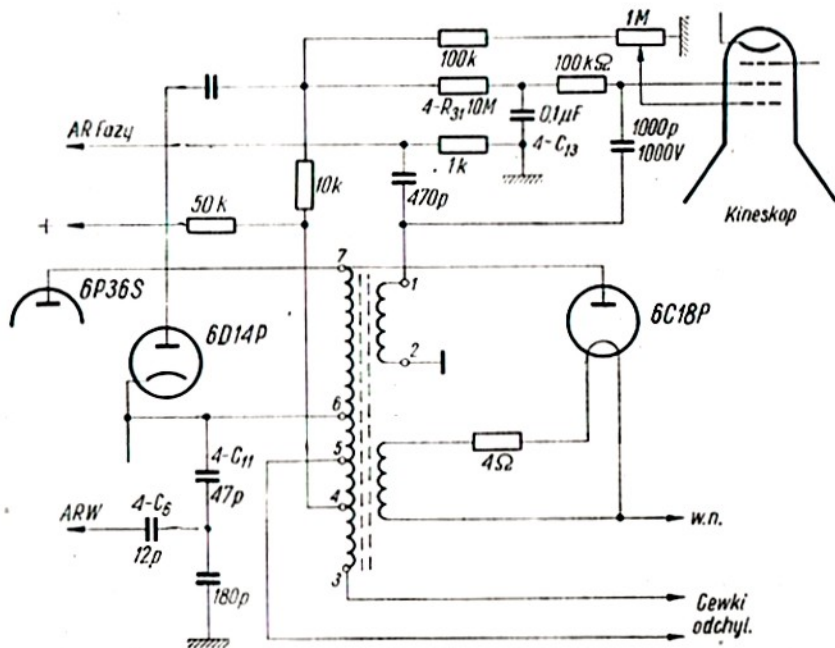 1M
100k
100kΩ
4-R31 10M
0,1μF
1000p
1000V
AR Fazy
1k
4-C13
10k
470p
50k
+
Kineskop
7
1
6P36S
6D14P
6C18P
2
6
4-C11
5
4Ω
47p
4-C6
4
ARW
w.n.
12p
3
180p
Cewki
odchyl.